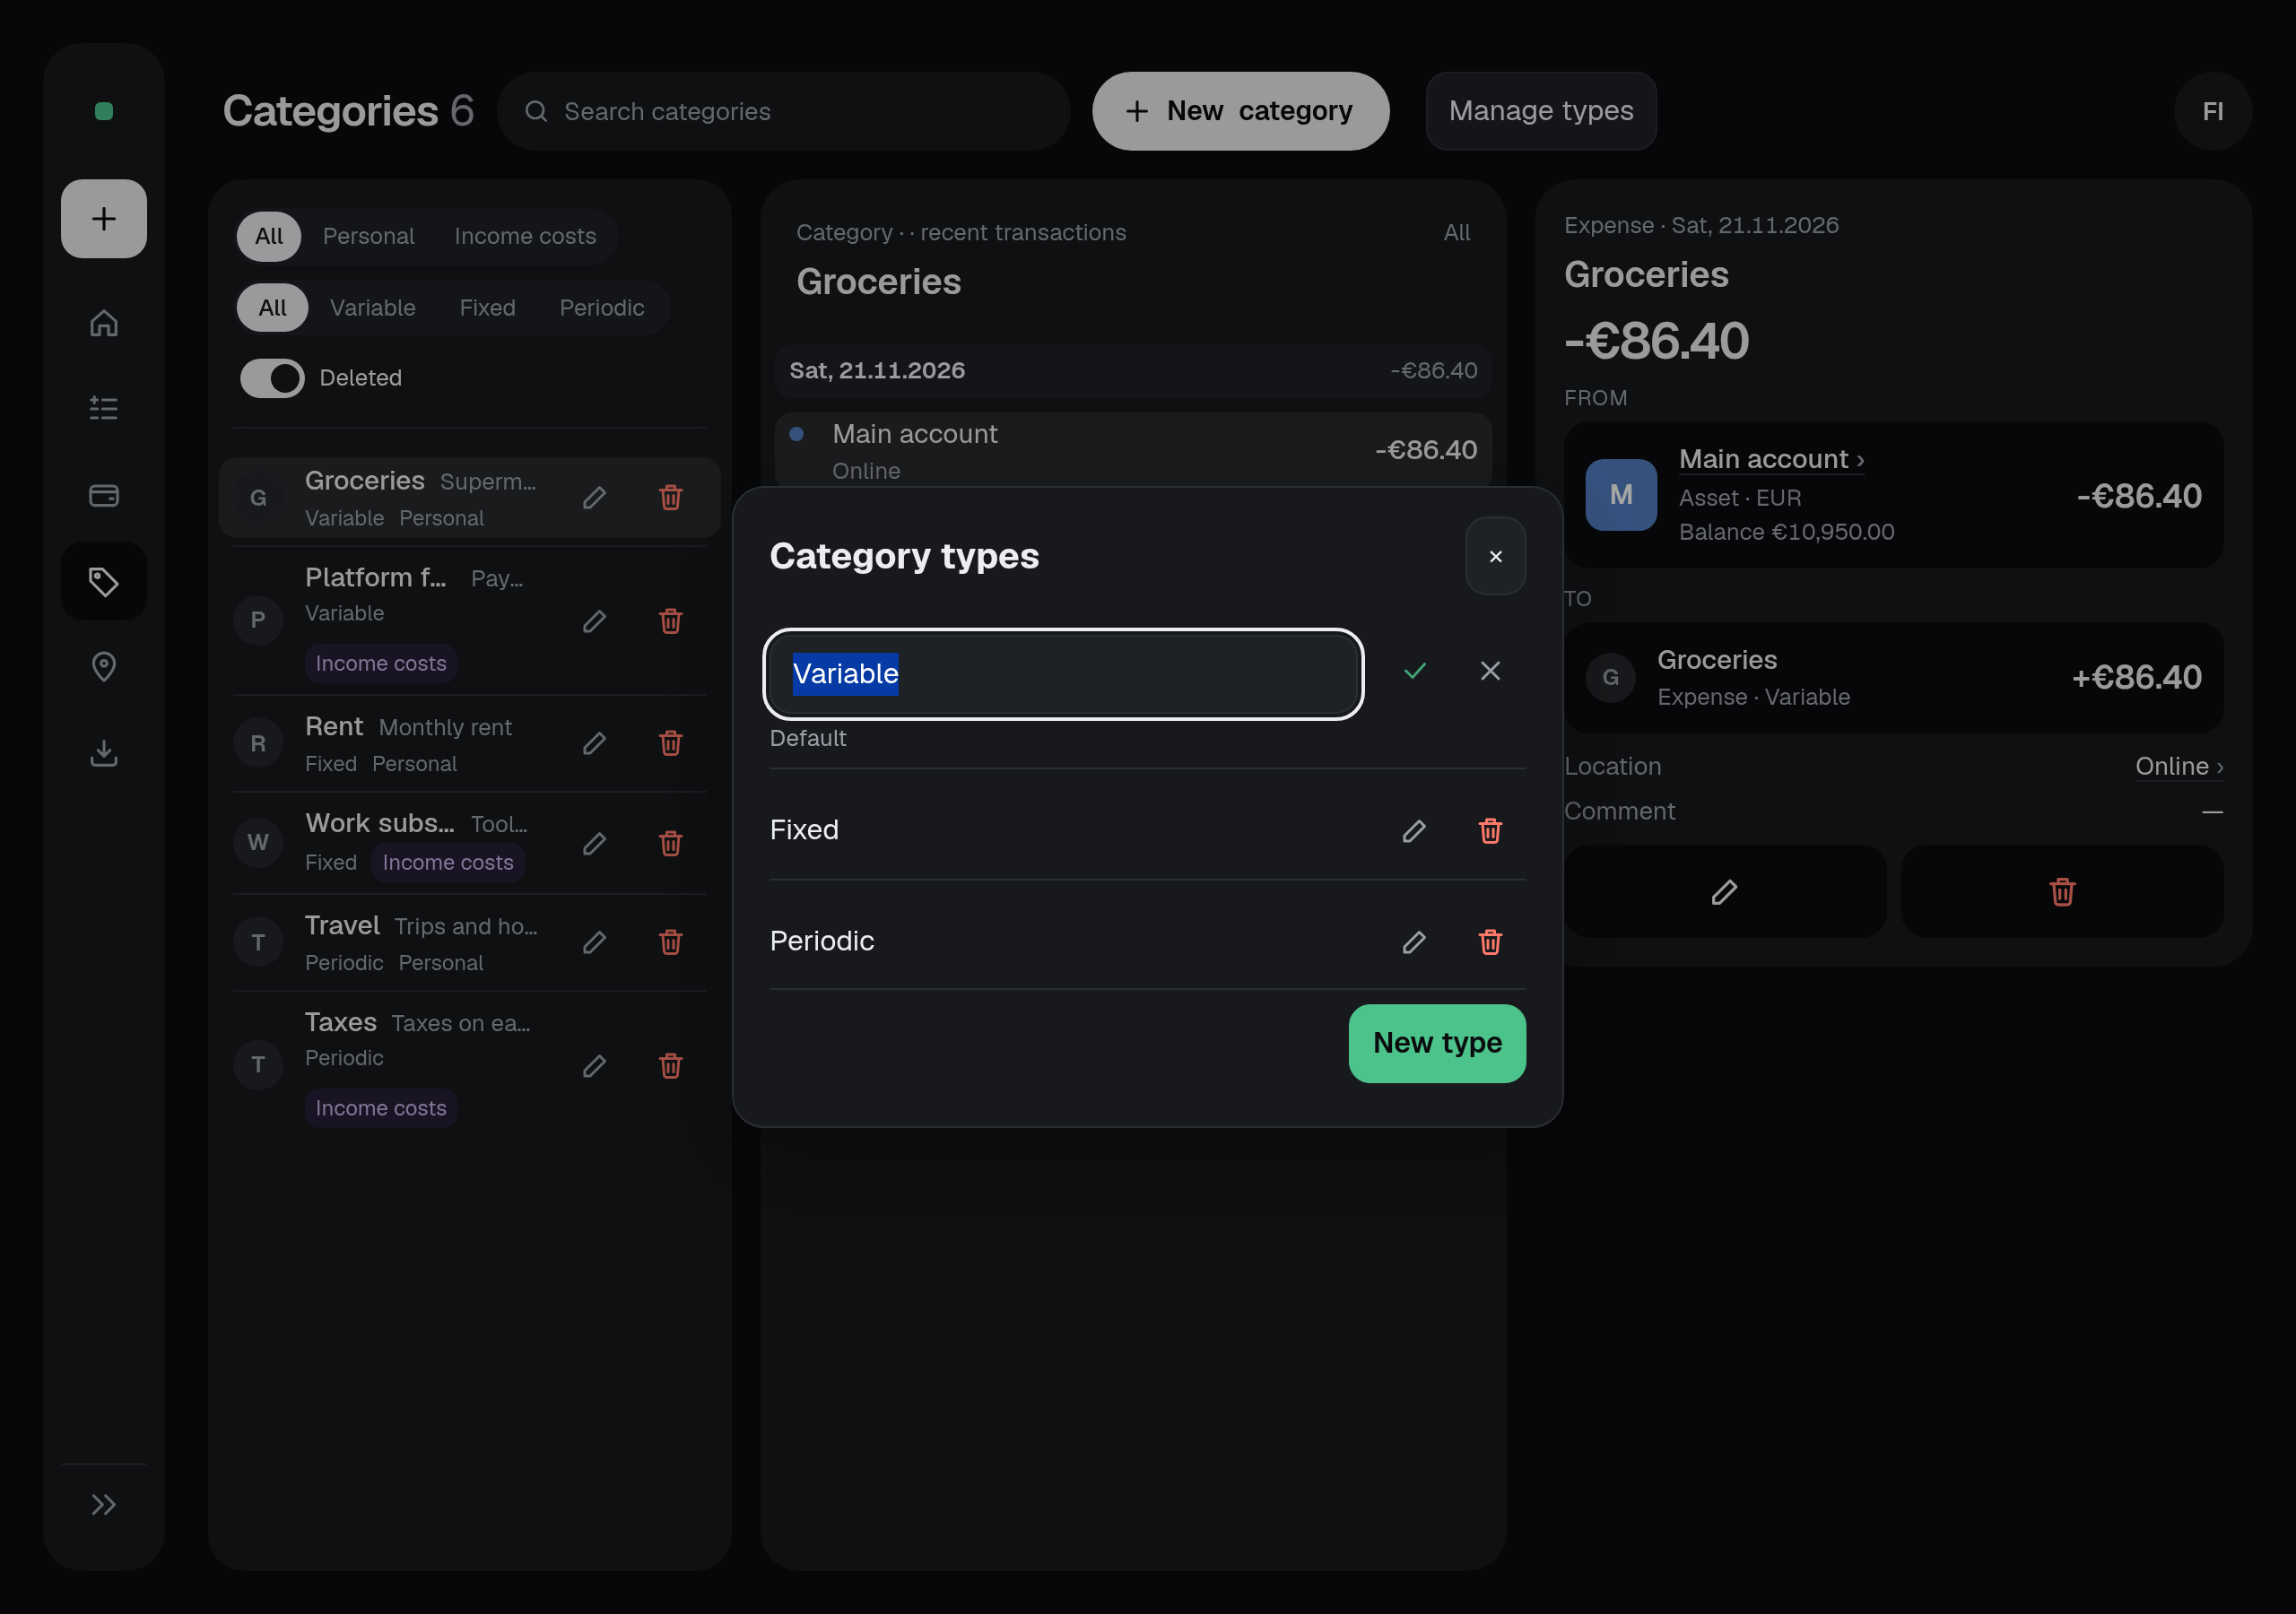 Categories 6
Search categories
New category
Manage types
FI
All Personal Income costs
All Variable Fixed Periodic
Deleted
G
Groceries Superm...
Variable Personal
P
Platform f... Pay...
Variable
Income costs
R
Rent Monthly rent
Fixed Personal
W
Work subs... Tool...
Fixed Income costs
T
Travel Trips and ho...
Periodic Personal
T
Taxes Taxes on ea...
Periodic
Income costs
Category · · recent transactions All
Groceries
Sat, 21.11.2026 -€86.40
Main account
Online
-€86.40
Category types
Variable
Default
Fixed
Periodic
New type
Expense · Sat, 21.11.2026
Groceries
-€86.40
FROM
M
Main account ›
Asset · EUR
Balance €10,950.00
-€86.40
TO
G
Groceries
Expense · Variable
+€86.40
Location Online ›
Comment —